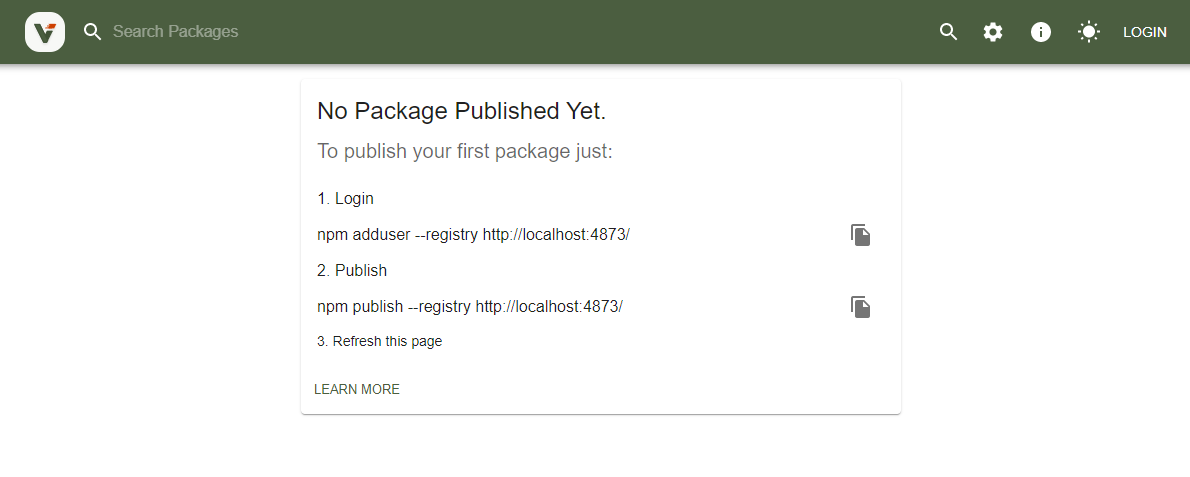 Search Packages
LOGIN
No Package Published Yet.
To publish your first package just:
1. Login
npm adduser --registry http://localhost:4873/
2. Publish
npm publish --registry http://localhost:4873/
3. Refresh this page
LEARN MORE